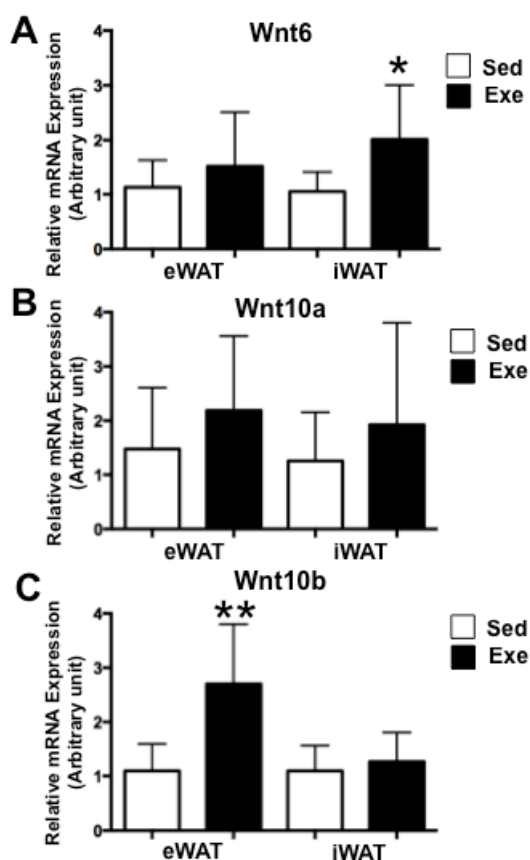 A
Wnt6
Relative mRNA Expression
(Arbitrary unit)
4
3
2
1
0
*
Sed
Exe
eWAT
iWAT
B
Wnt10a
Relative mRNA Expression
(Arbitrary unit)
4
3
2
1
0
Sed
Exe
eWAT
iWAT
C
Wnt10b
Relative mRNA Expression
(Arbitrary unit)
4
3
2
1
0
**
Sed
Exe
eWAT
iWAT